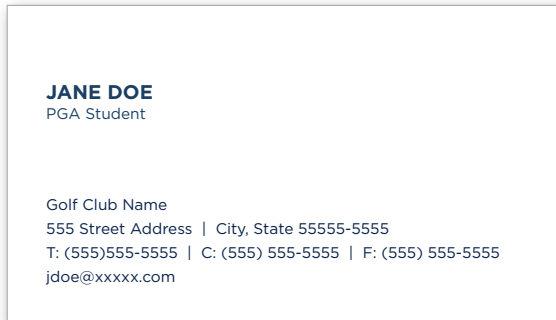 JANE DOE
PGA Student
Golf Club Name
555 Street Address | City, State 55555-5555
T: (555)555-5555 | C: (555) 555-5555 | F: (555) 555-5555
jdoe@xxxxx.com